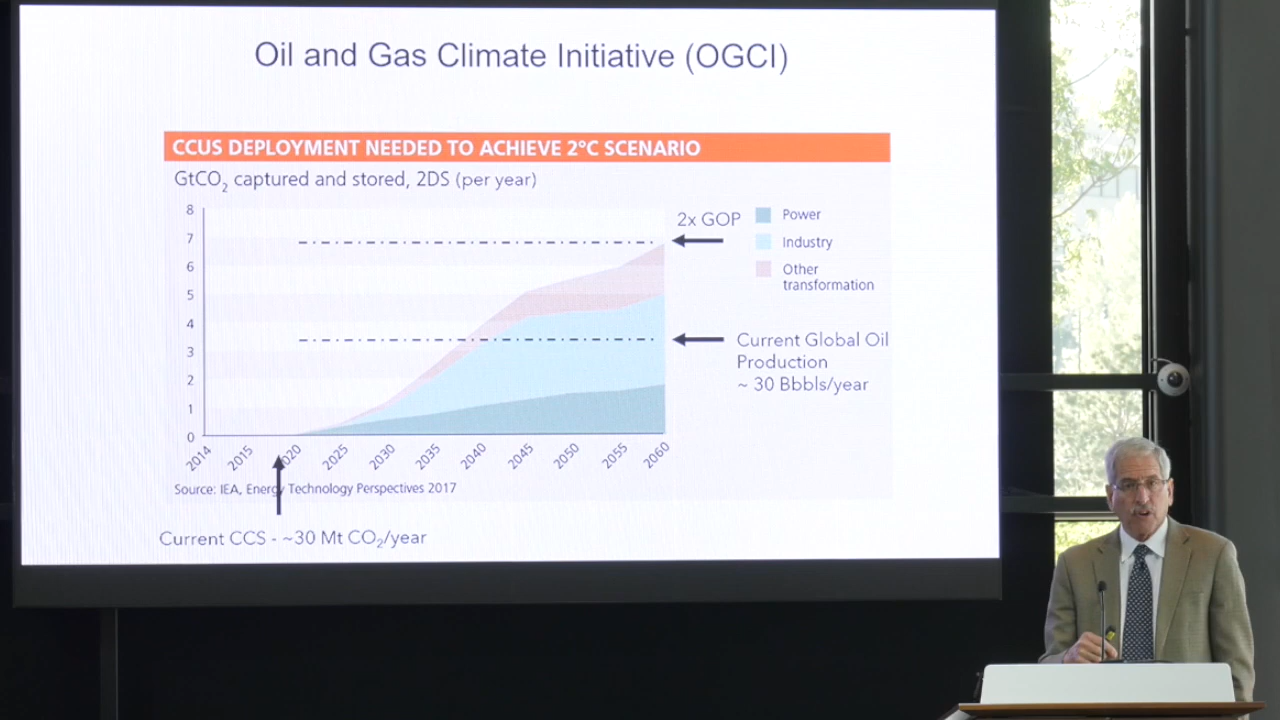 Oil and Gas Climate Initiative (OGCI)
CCUS DEPLOYMENT NEEDED TO ACHIEVE 2°C SCENARIO
GtCO₂ captured and stored, 2DS (per year)
8
7
6
5
4
3
2
1
0
2014
2015
2020
2025
2030
2035
2040
2045
2050
2055
2060
2x GOP
Power
Industry
Other
transformation
Current Global Oil
Production
~ 30 Bbbls/year
Source: IEA, Energy Technology Perspectives 2017
Current CCS - ~30 Mt CO₂/year